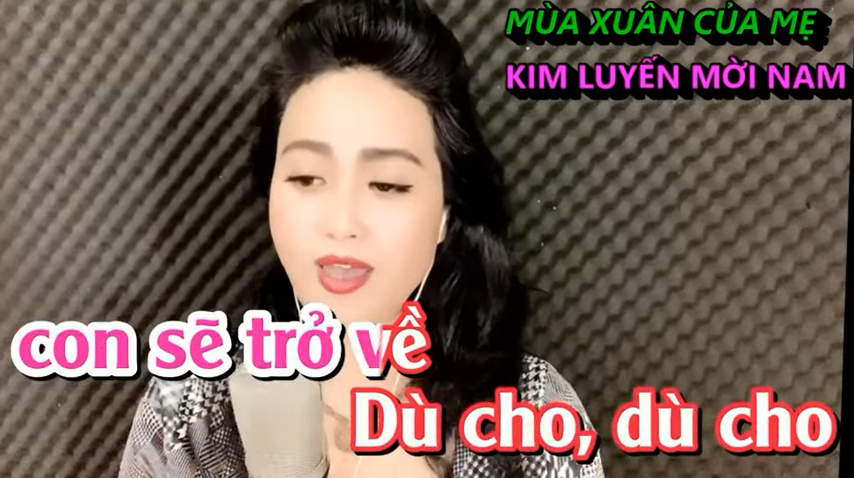 MÙA XUÂN CỦA MẸ
KIM LUYẾN MỜI NAM
con sẽ trở về
Dù cho, dù cho